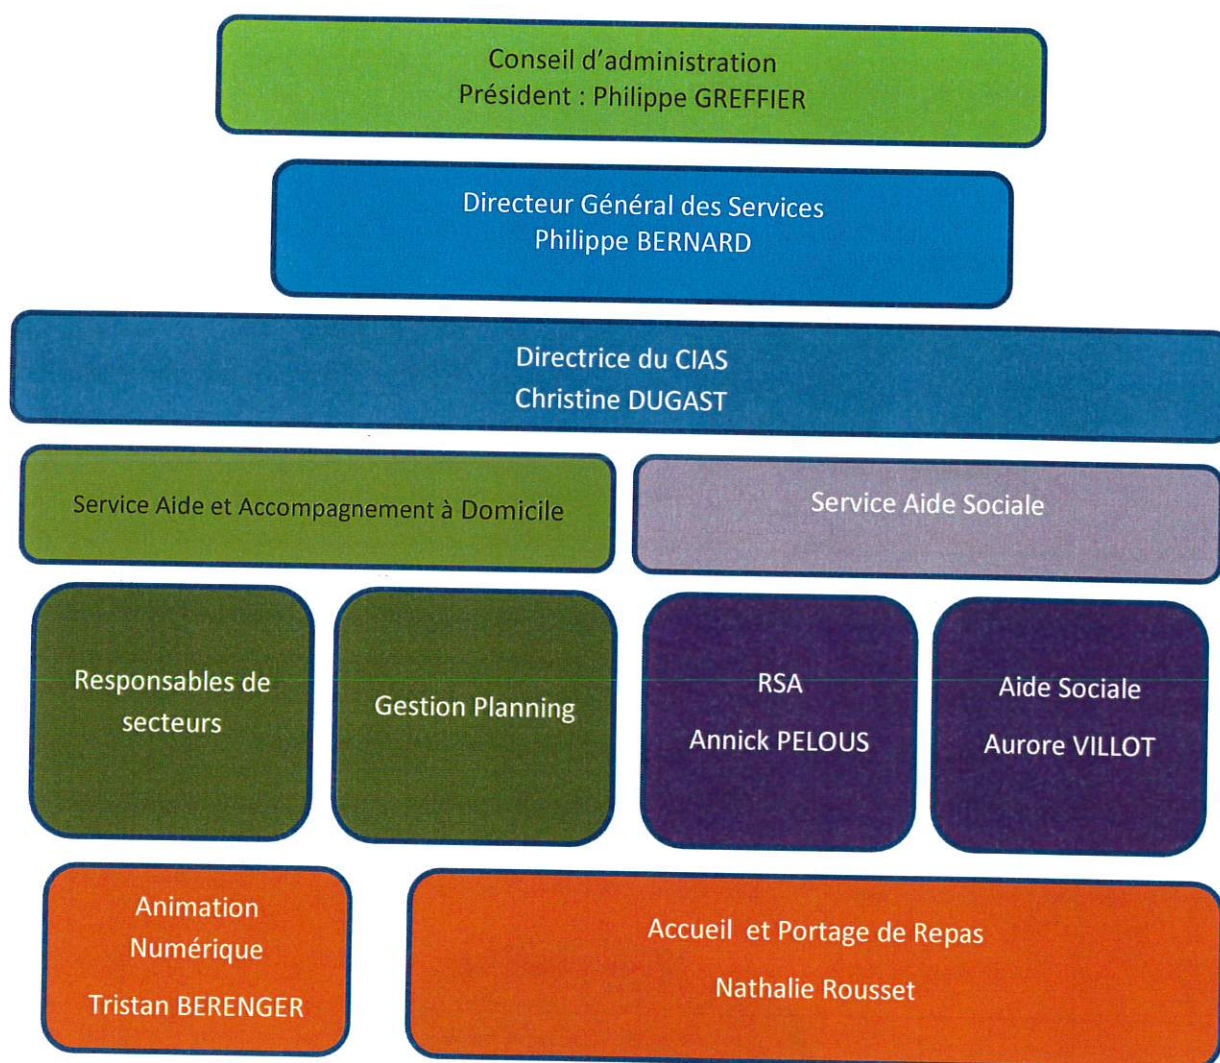 Conseil d'administration
Président : Philippe GREFFIER
Directeur Général des Services
Philippe BERNARD
Directrice du CIAS
Christine DUGAST
Service Aide et Accompagnement à Domicile
Service Aide Sociale
Responsables de
secteurs
Gestion Planning
RSA
Annick PELOUS
Aide Sociale
Aurore VILLOT
Animation
Numérique
Tristan BERENGER
Accueil et Portage de Repas
Nathalie Rousset